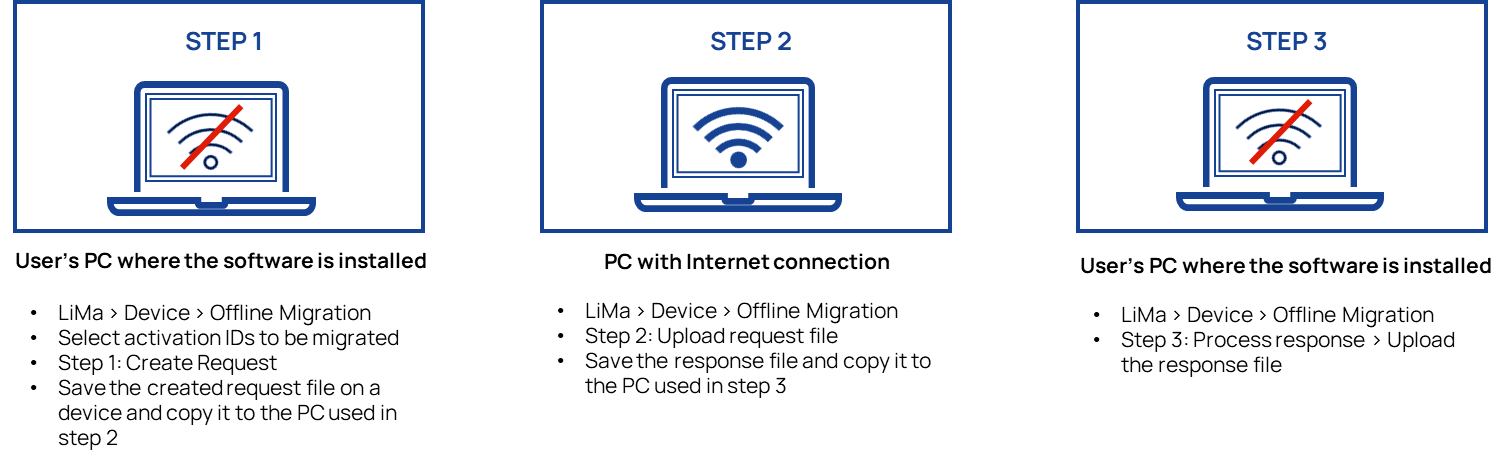 STEP 1
User's PC where the software is installed
• LiMa > Device > Offline Migration
• Select activation IDs to be migrated
• Step 1: Create Request
• Save the created request file on a
device and copy it to the PC used in
step 2
STEP 2
PC with Internet connection
• LiMa > Device > Offline Migration
• Step 2: Upload request file
• Save the response file and copy it to
the PC used in step 3
STEP 3
User's PC where the software is installed
• LiMa > Device > Offline Migration
• Step 3: Process response > Upload
the response file